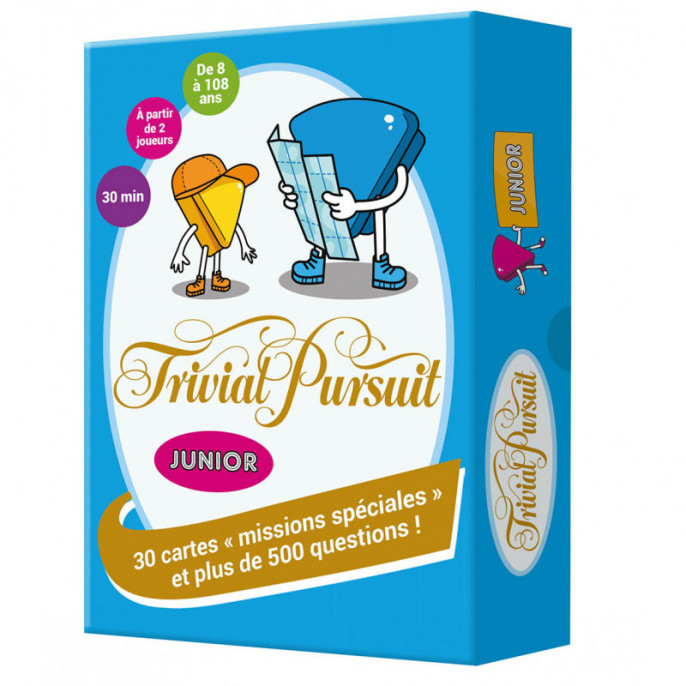 De 8
à 108
ans
À partir
de 2
joueurs
30 min
Trivial Pursuit
JUNIOR
30 cartes « missions spéciales »
et plus de 500 questions !
JUNIOR
Trivial Pursuit